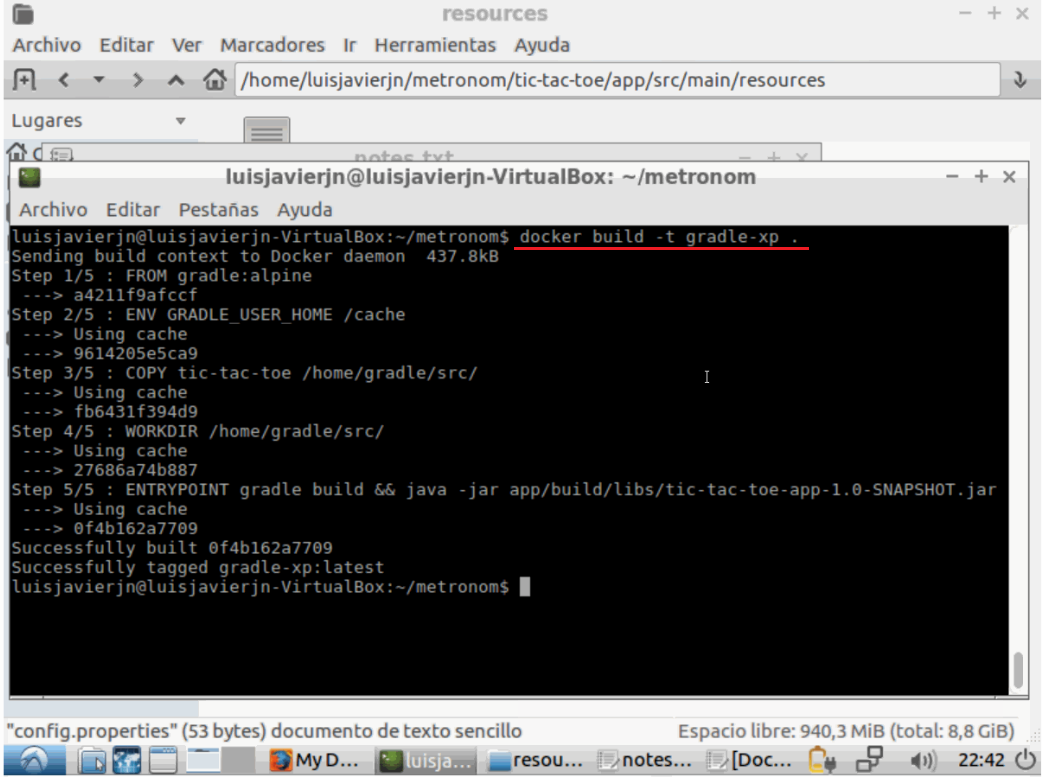 resources
Archivo Editar Ver Marcadores Ir Herramientas Ayuda
/home/luisjavierjn/metronom/tic-tac-toe/app/src/main/resources
Lugares
notes.txt
luisjavierjn@luisjavierjn-VirtualBox: ~/metronom
Archivo Editar Pestañas Ayuda
luisjavierjn@luisjavierjn-VirtualBox:~/metronom$ docker build -t gradle-xp .
Sending build context to Docker daemon  437.8kB
Step 1/5 : FROM gradle:alpine
 ---> a4211f9afccf
Step 2/5 : ENV GRADLE_USER_HOME /cache
 ---> Using cache
 ---> 9614205e5ca9
Step 3/5 : COPY tic-tac-toe /home/gradle/src/
 ---> Using cache
 ---> fb6431f394d9
Step 4/5 : WORKDIR /home/gradle/src/
 ---> Using cache
 ---> 27686a74b887
Step 5/5 : ENTRYPOINT gradle build && java -jar app/build/libs/tic-tac-toe-app-1.0-SNAPSHOT.jar
 ---> Using cache
 ---> 0f4b162a7709
Successfully built 0f4b162a7709
Successfully tagged gradle-xp:latest
luisjavierjn@luisjavierjn-VirtualBox:~/metronom$
"config.properties" (53 bytes) documento de texto sencillo Espacio libre: 940,3 MiB (total: 8,8 GiB)
My D... luisja... resou... notes... [Doc... 22:42